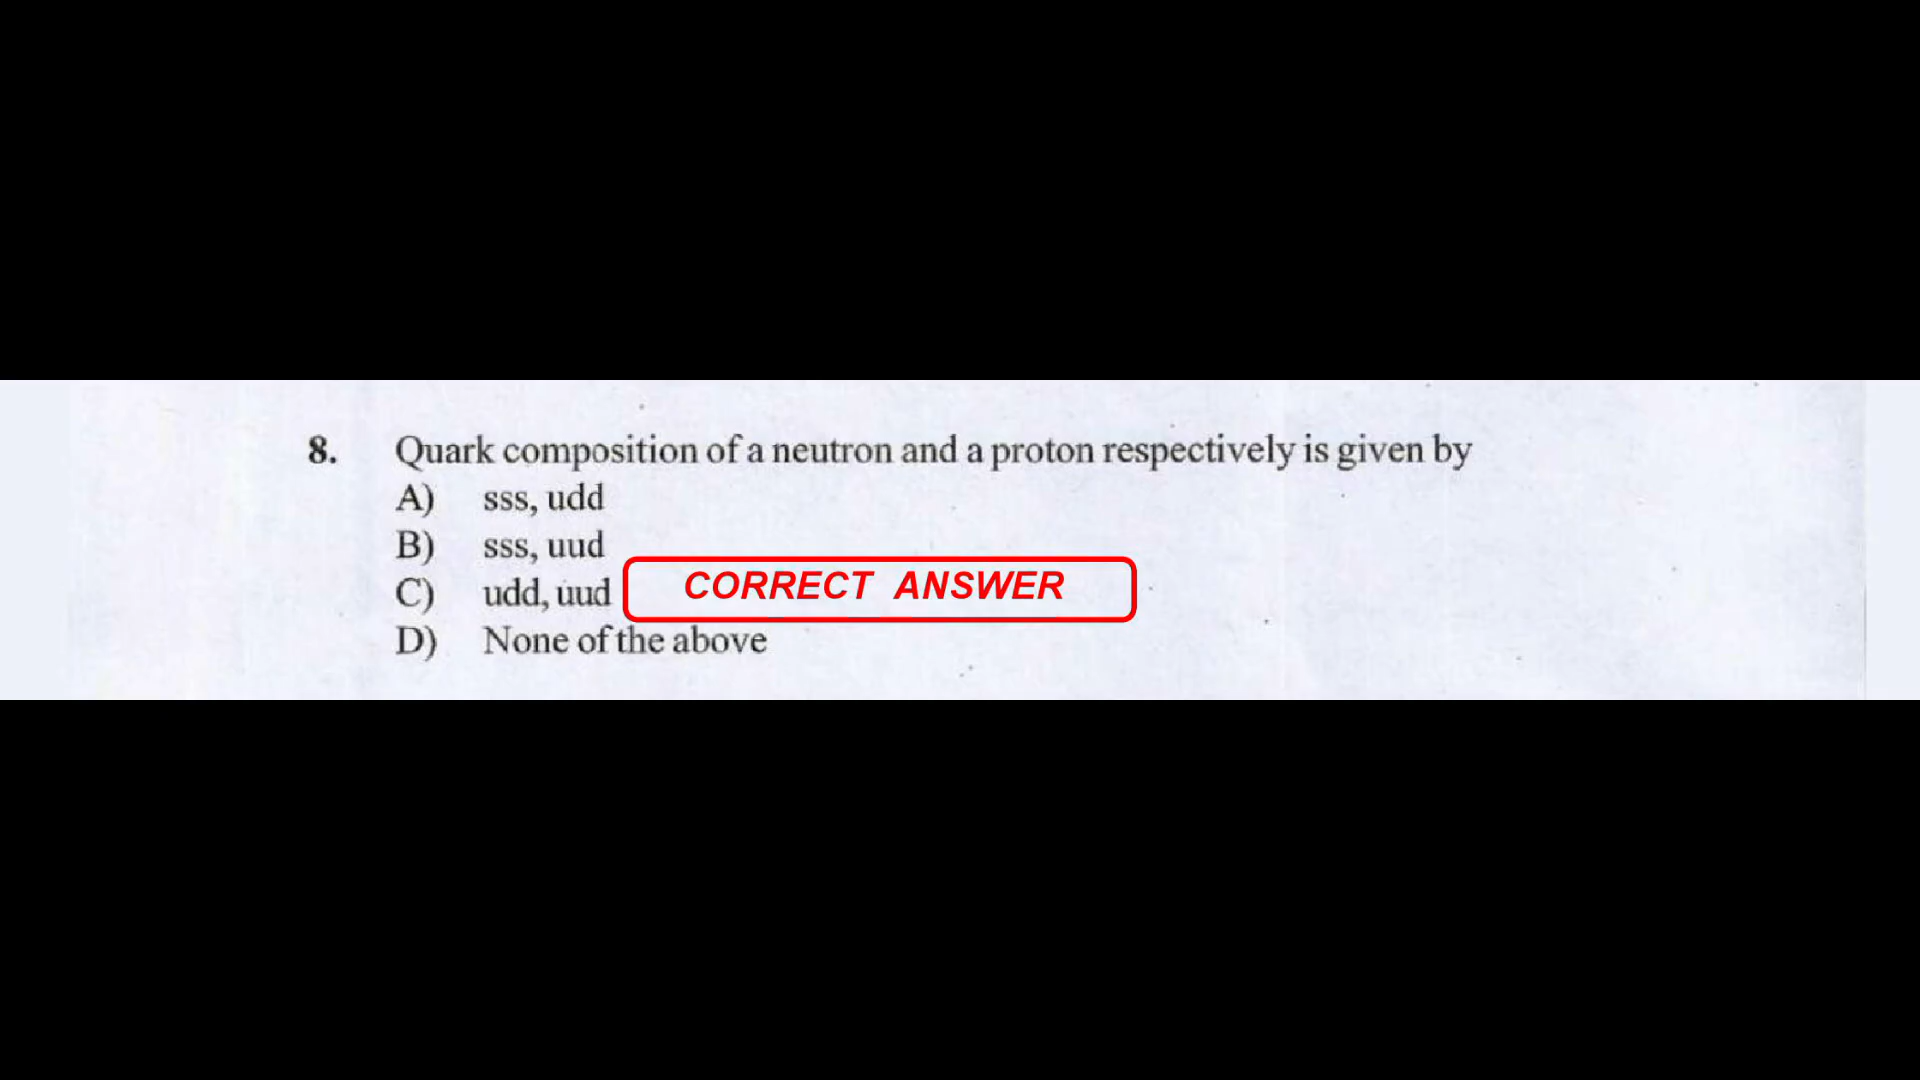 8. Quark composition of a neutron and a proton respectively is given by
A) sss, udd
B) sss, uud
C) udd, uud CORRECT ANSWER
D) None of the above